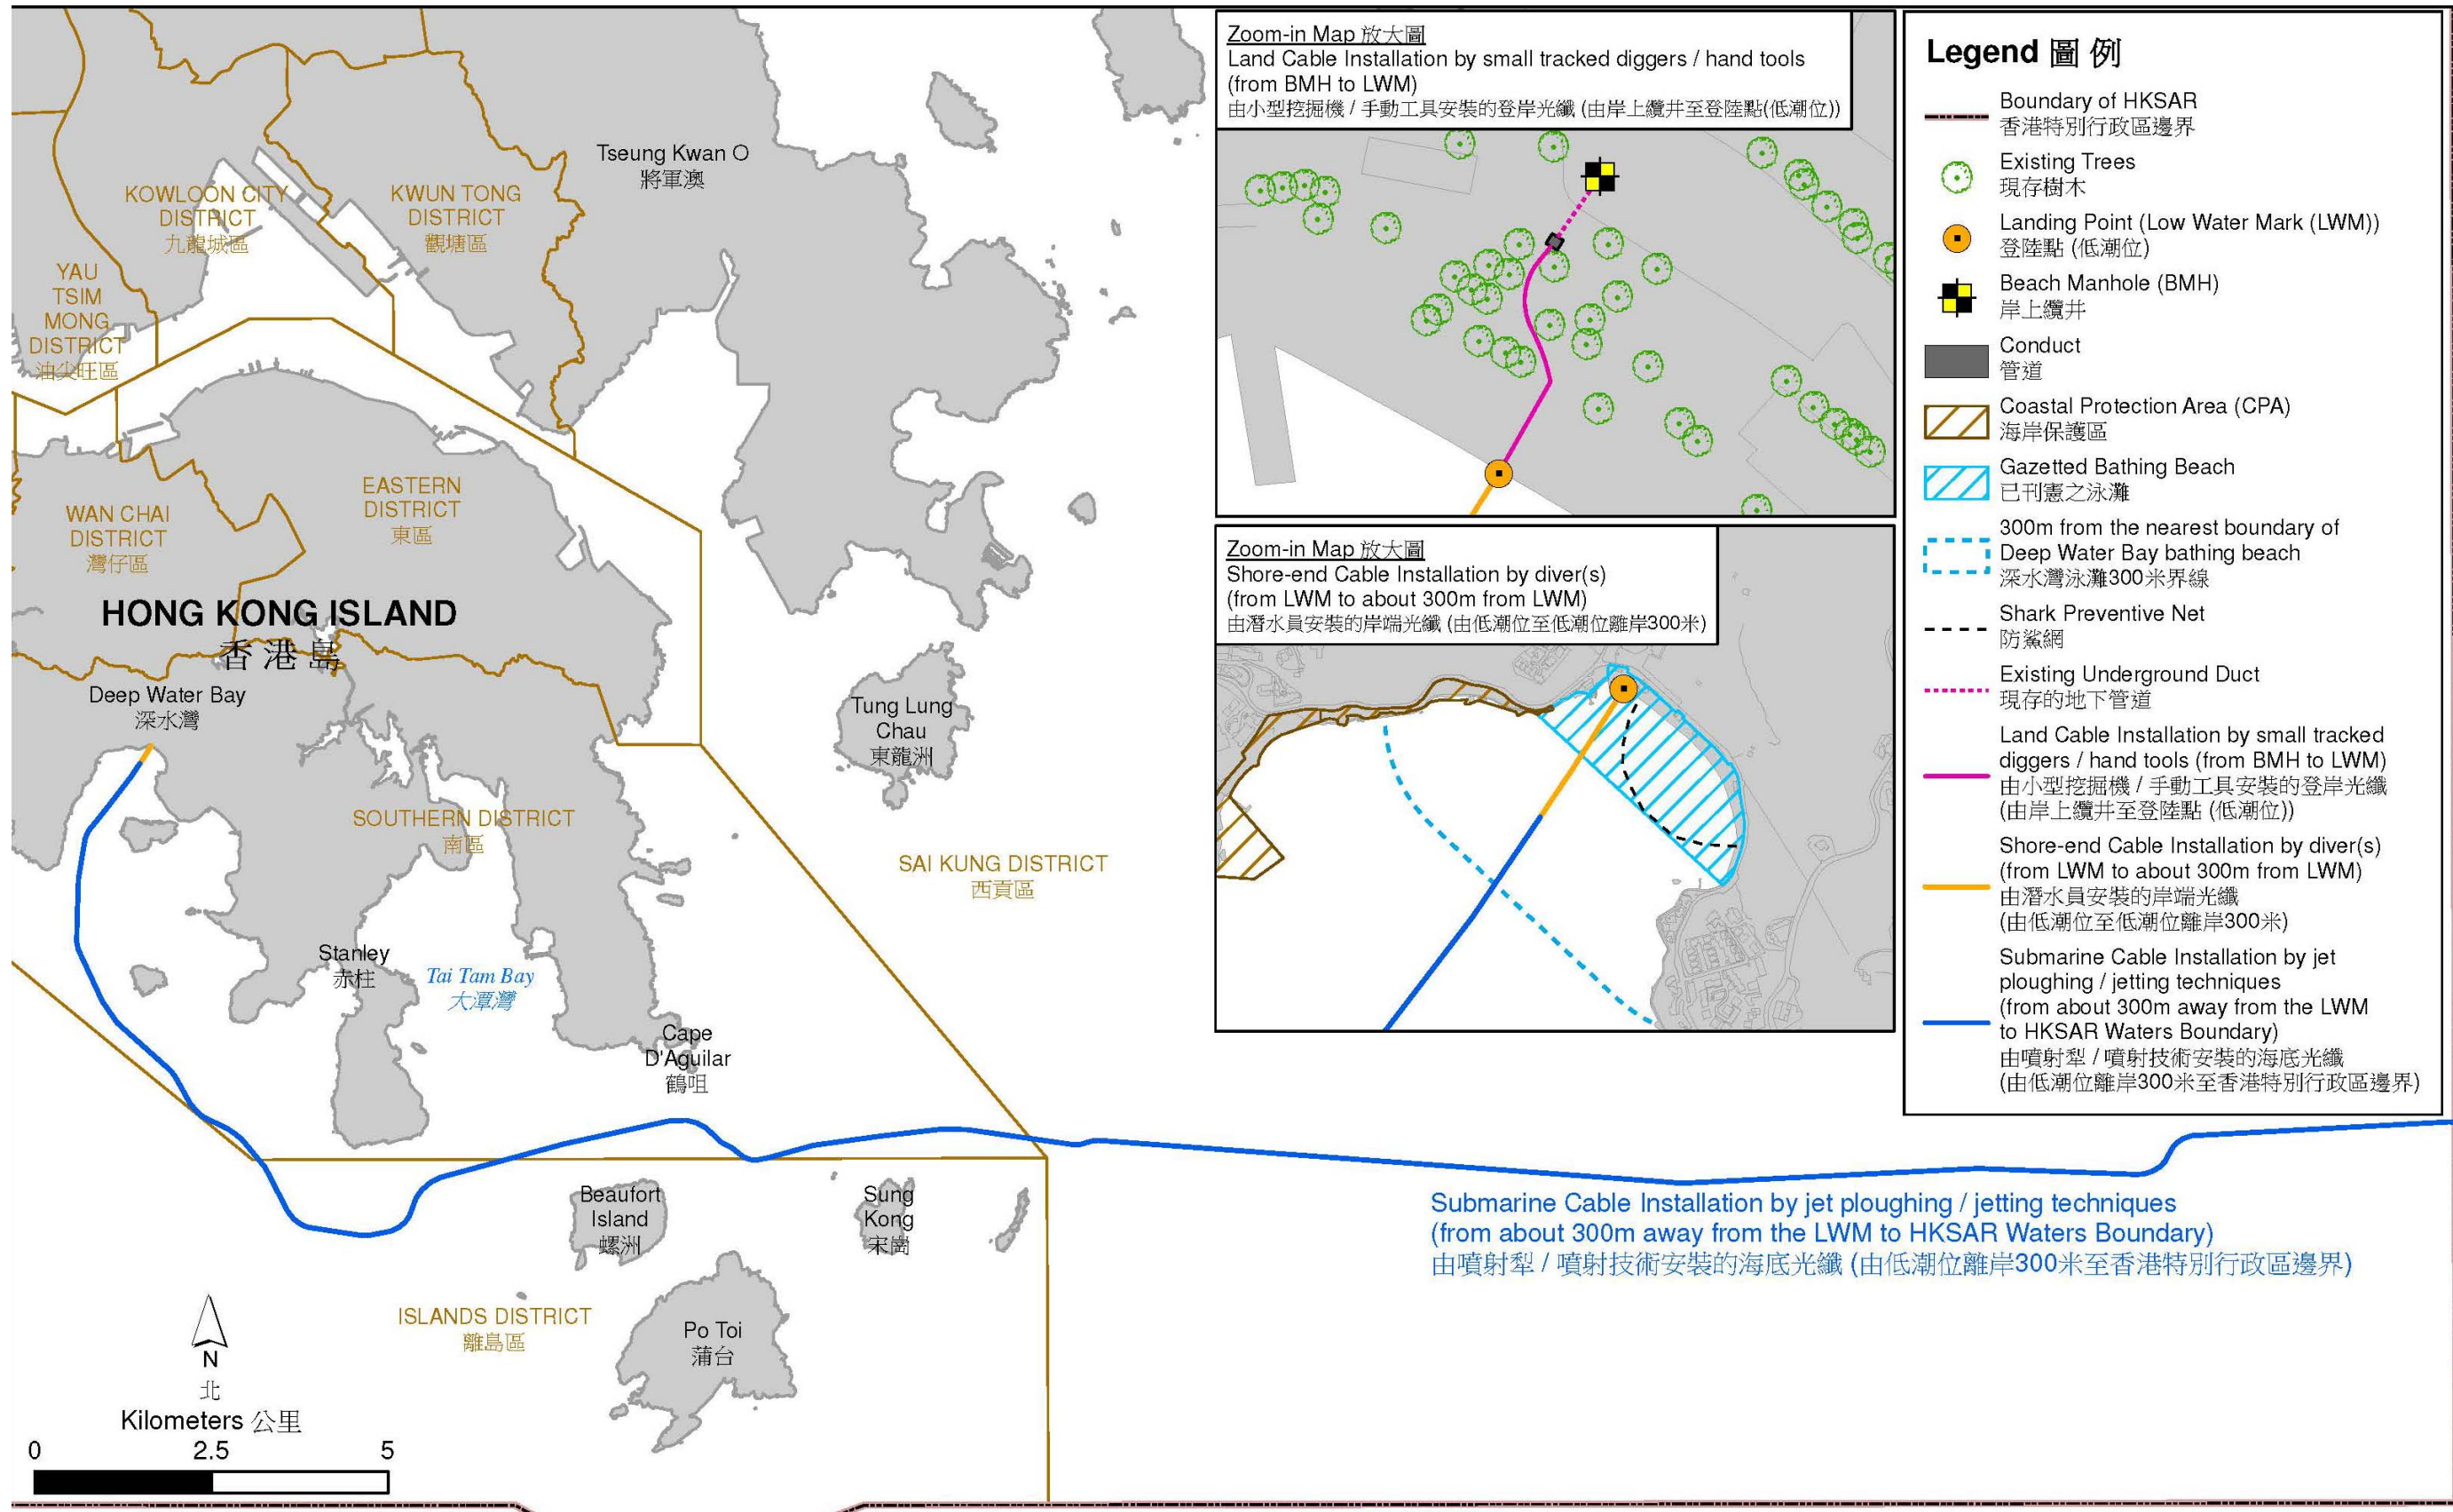 Tseung Kwan O
將軍澳
KOWLOON CITY
DISTRICT
九龍城區
KWUN TONG
DISTRICT
觀塘區
YAU
TSIM
MONG
DISTRICT
油尖旺區
EASTERN
DISTRICT
東區
WAN CHAI
DISTRICT
灣仔區
HONG KONG ISLAND
香港島
Deep Water Bay
深水灣
Tung Lung
Chau
東龍洲
SOUTHERN DISTRICT
南區
SAI KUNG DISTRICT
西貢區
Stanley
赤柱
Tai Tam Bay
大潭灣
Cape
D'Aguilar
鶴咀
Beaufort
Island
螺洲
Sung
Kong
宋崗
ISLANDS DISTRICT
離島區
Po Toi
蒲台
N
北
Kilometers 公里
0 2.5 5
Zoom-in Map 放大圖
Land Cable Installation by small tracked diggers / hand tools
(from BMH to LWM)
由小型挖掘機 / 手動工具安裝的登岸光纖 (由岸上纜井至登陸點(低潮位))
Zoom-in Map 放大圖
Shore-end Cable Installation by diver(s)
(from LWM to about 300m from LWM)
由潛水員安裝的岸端光纖 (由低潮位至低潮位離岸300米)
Submarine Cable Installation by jet ploughing / jetting techniques
(from about 300m away from the LWM to HKSAR Waters Boundary)
由噴射犁 / 噴射技術安裝的海底光纖 (由低潮位離岸300米至香港特別行政區邊界)
Legend 圖例
Boundary of HKSAR
香港特別行政區邊界
Existing Trees
現存樹木
Landing Point (Low Water Mark (LWM))
登陸點 (低潮位)
Beach Manhole (BMH)
岸上纜井
Conduct
管道
Coastal Protection Area (CPA)
海岸保護區
Gazetted Bathing Beach
已刊憲之泳灘
300m from the nearest boundary of
Deep Water Bay bathing beach
深水灣泳灘300米界線
Shark Preventive Net
防鯊網
Existing Underground Duct
現存的地下管道
Land Cable Installation by small tracked
diggers / hand tools (from BMH to LWM)
由小型挖掘機 / 手動工具安裝的登岸光纖
(由岸上纜井至登陸點 (低潮位))
Shore-end Cable Installation by diver(s)
(from LWM to about 300m from LWM)
由潛水員安裝的岸端光纖
(由低潮位至低潮位離岸300米)
Submarine Cable Installation by jet
ploughing / jetting techniques
(from about 300m away from the LWM
to HKSAR Waters Boundary)
由噴射犁 / 噴射技術安裝的海底光纖
(由低潮位離岸300米至香港特別行政區邊界)